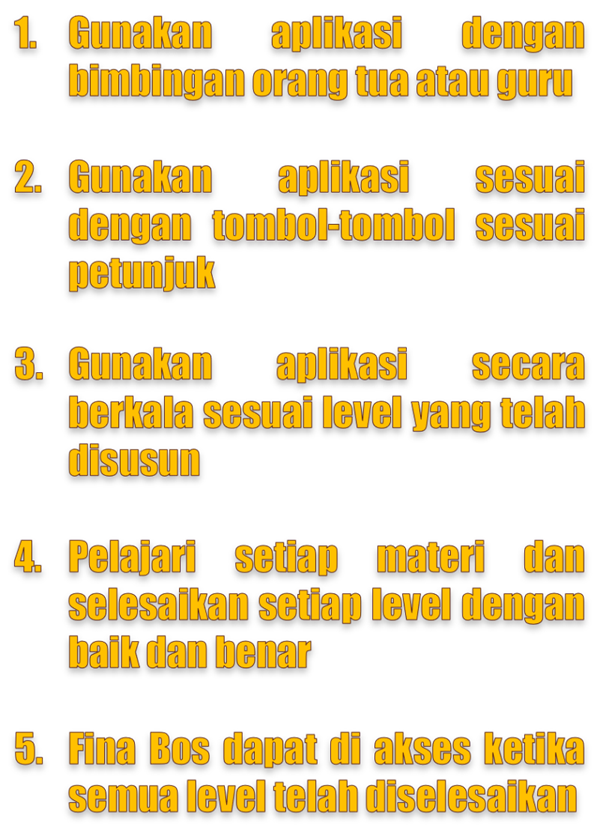 1. Gunakan aplikasi dengan
bimbingan orang tua atau guru
2. Gunakan aplikasi sesuai
dengan tombol-tombol sesuai
petunjuk
3. Gunakan aplikasi secara
berkala sesuai level yang telah
disusun
4. Pelajari setiap materi dan
selesaikan setiap level dengan
baik dan benar
5. Fina Bos dapat di akses ketika
semua level telah diselesaikan